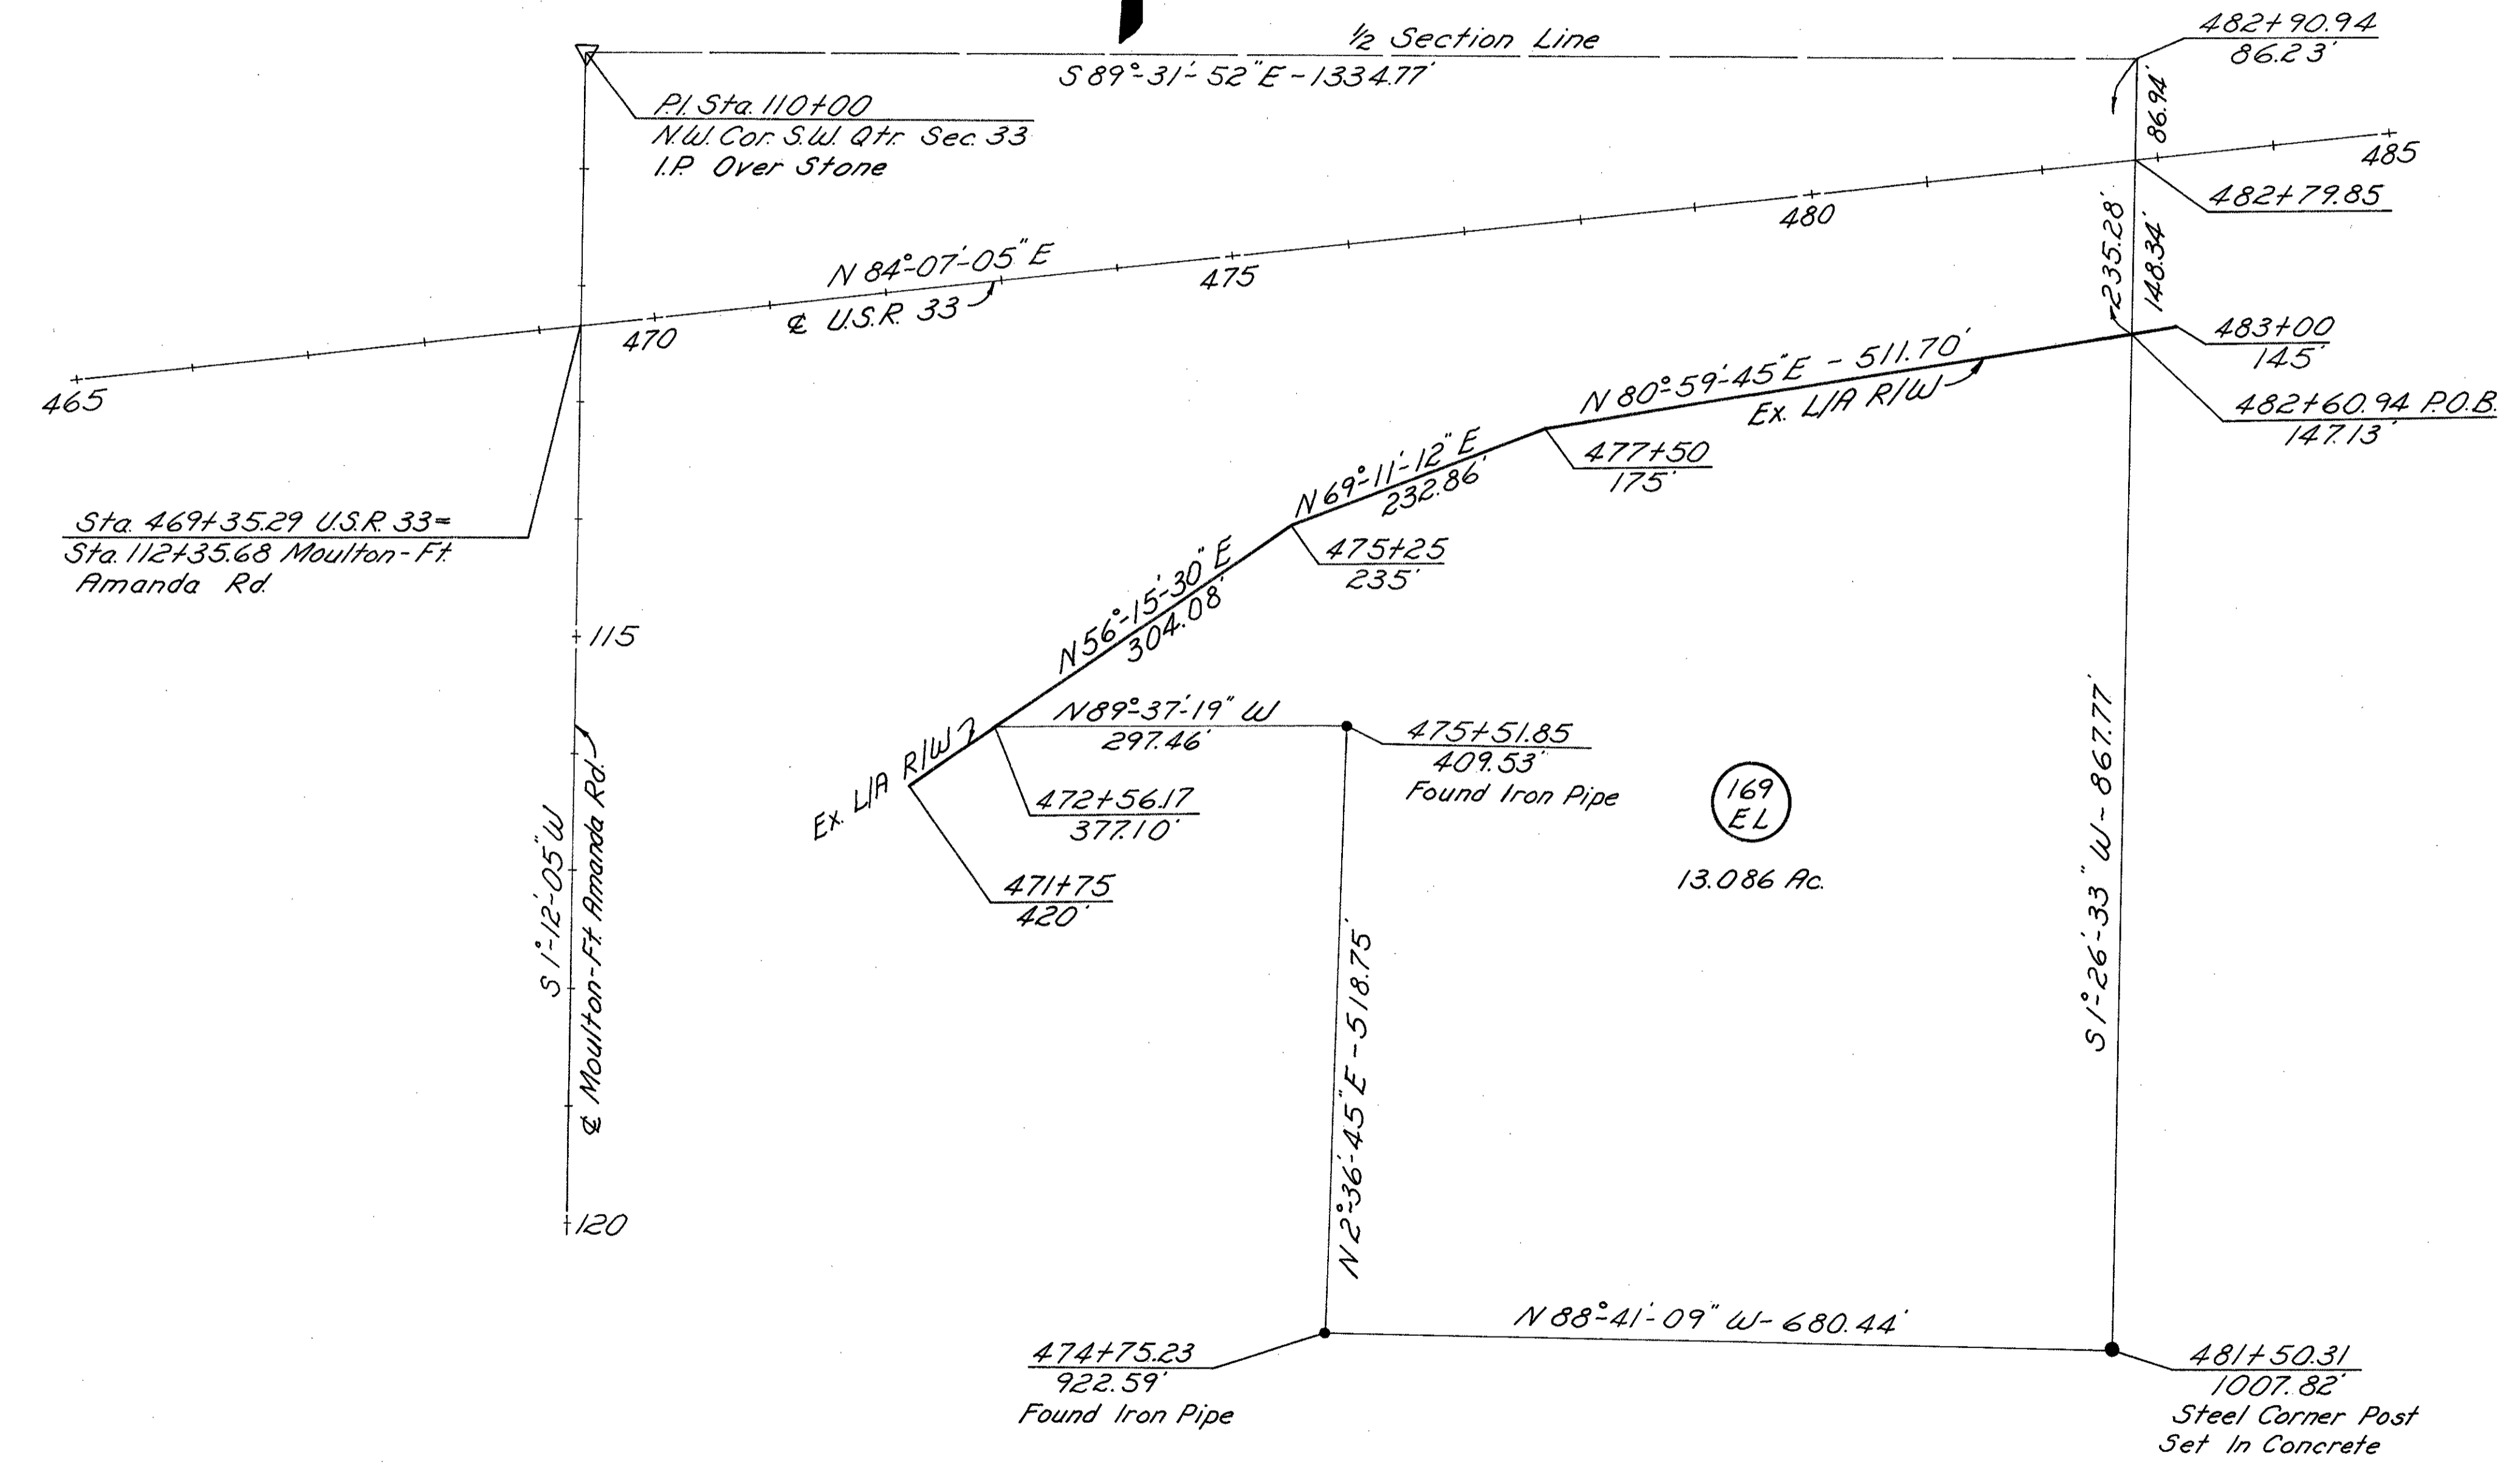 ½ Section Line
S 89°-31'-52"E-1334.77'
482+90.94
86.23'
P.I. Sta. 110+00
N.W. Cor. S.W. Qtr. Sec. 33
I.P. Over Stone
86.94'
485
482+79.85
480
475
470
465
N 84°-07'-05" E
℄ U.S.R. 33
235.28'
148.34'
483+00
145'
482+60.94 P.O.B.
147.13'
N 80°-59'-45"E - 511.70'
Ex. L/A R/W
477+50
175'
N 69°-11'-12" E
232.86'
475+25
235'
Sta. 469+35.29 U.S.R. 33=
Sta. 112+35.68 Moulton-Ft.
Amanda Rd.
115
N 56°-15'-30" E
304.08'
N 89°-37'-19" W
297.46'
475+51.85
409.53'
Found Iron Pipe
Ex. L/A R/W
472+56.17
377.10'
471+75
420'
169
EL
13.086 Ac.
S 1°-12'-05" W
℄ Moulton-Ft. Amanda Rd.
N 2°-36'-45" E-518.75'
S 1°-26'-33" W-867.77'
120
N 88°-41'-09" W-680.44'
474+75.23
922.59'
Found Iron Pipe
481+50.31
1007.82'
Steel Corner Post
Set In Concrete